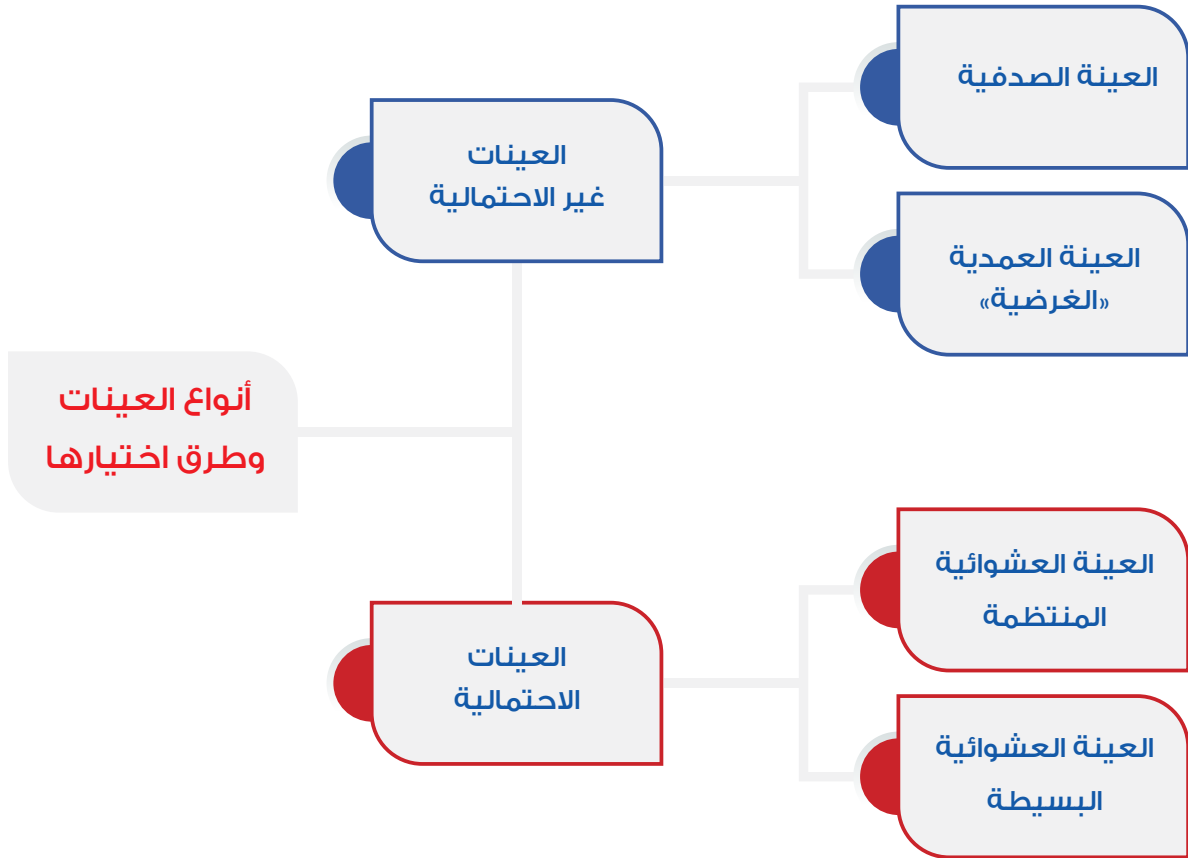 أنواع العينات
وطرق اختيارها
العينات
غير الاحتمالية
العينة الصدفية
العينة العمدية
«الغرضية»
العينات
الاحتمالية
العينة العشوائية
المنتظمة
العينة العشوائية
البسيطة